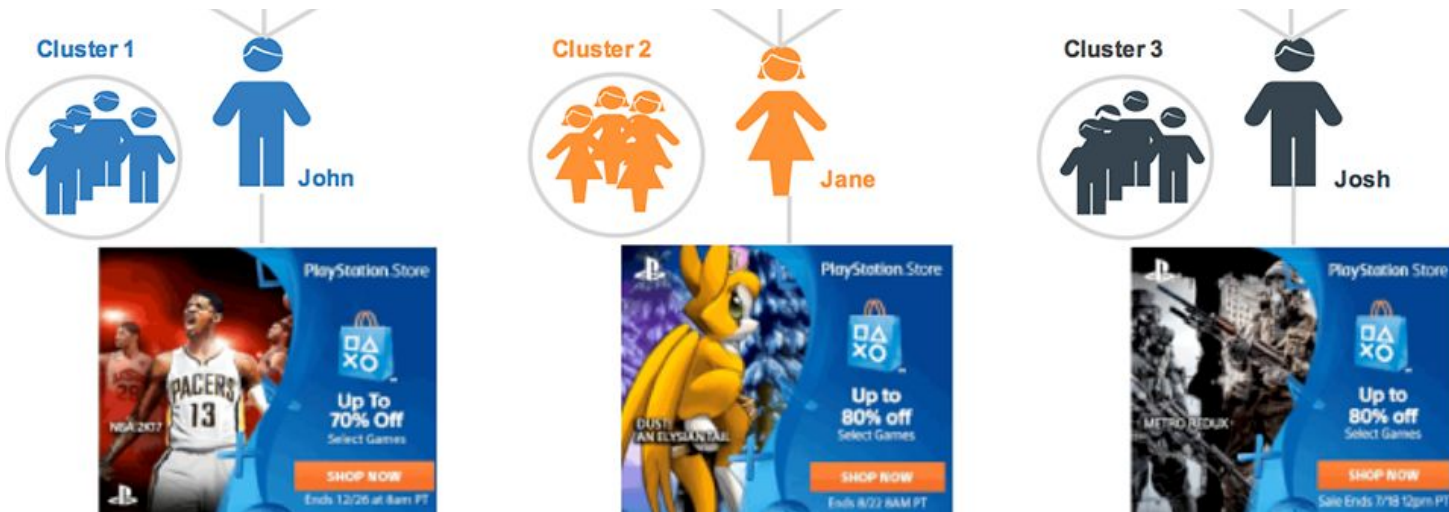 Cluster 1
John
PlayStation Store
PACERS
13
28
NBA 2K17
Up To
70% Off
Select Games
SHOP NOW
Ends 12/26 at 8am PT
Cluster 2
Jane
PlayStation Store
DUST:
AN ELYSIAN TAIL
Up to
80% off
Select Games
SHOP NOW
Ends 8/22 8AM PT
Cluster 3
Josh
PlayStation Store
METRO REDUX
Up to
80% off
Select Games
SHOP NOW
Sale Ends 7/18 12pm PT